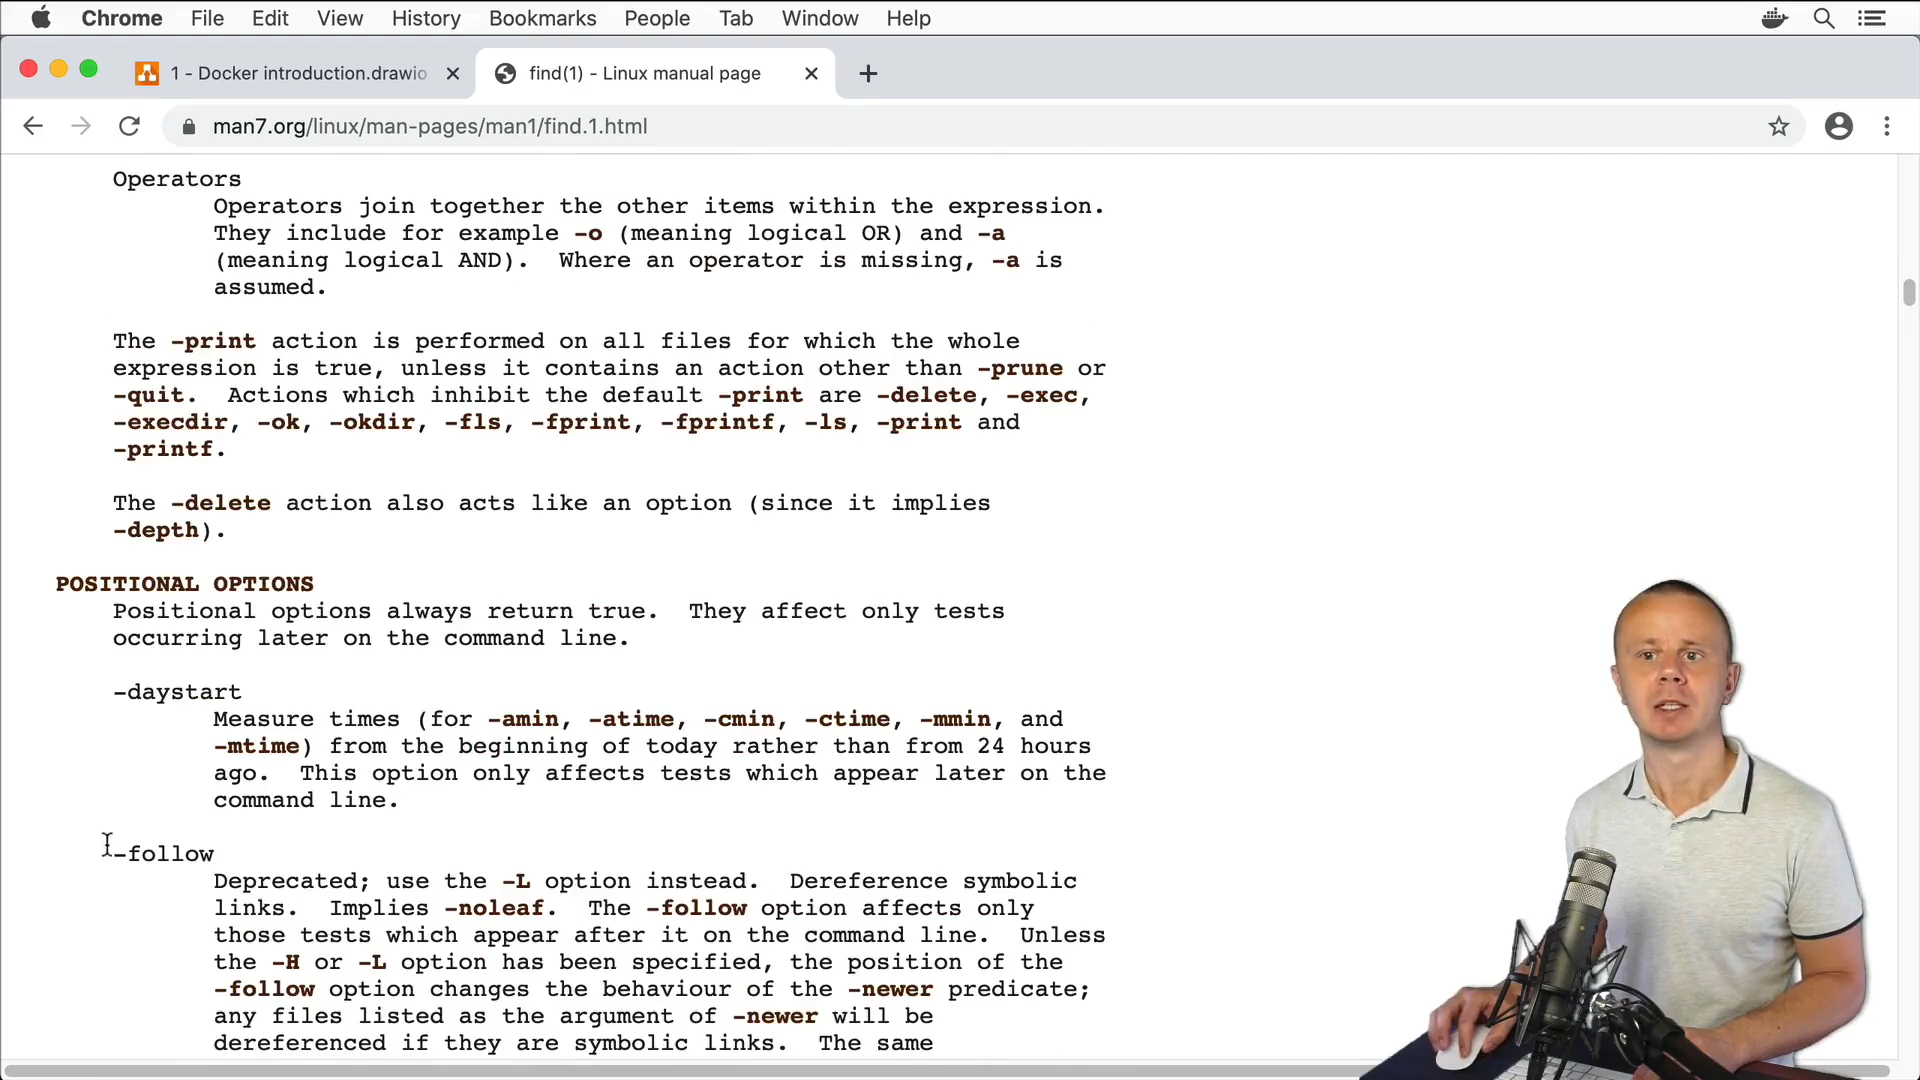 Chrome File Edit View History Bookmarks People Tab Window Help
1 - Docker introduction.drawio
find(1) - Linux manual page
man7.org/linux/man-pages/man1/find.1.html
Operators
Operators join together the other items within the expression.
They include for example -o (meaning logical OR) and -a
(meaning logical AND).  Where an operator is missing, -a is
assumed.
The -print action is performed on all files for which the whole
expression is true, unless it contains an action other than -prune or
-quit.  Actions which inhibit the default -print are -delete, -exec,
-execdir, -ok, -okdir, -fls, -fprint, -fprintf, -ls, -print and
-printf.
The -delete action also acts like an option (since it implies
-depth).
POSITIONAL OPTIONS
Positional options always return true.  They affect only tests
occurring later on the command line.
-daystart
Measure times (for -amin, -atime, -cmin, -ctime, -mmin, and
-mtime) from the beginning of today rather than from 24 hours
ago.  This option only affects tests which appear later on the
command line.
-follow
Deprecated; use the -L option instead.  Dereference symbolic
links.  Implies -noleaf.  The -follow option affects only
those tests which appear after it on the command line.  Unless
the -H or -L option has been specified, the position of the
-follow option changes the behaviour of the -newer predicate;
any files listed as the argument of -newer will be
dereferenced if they are symbolic links.  The same